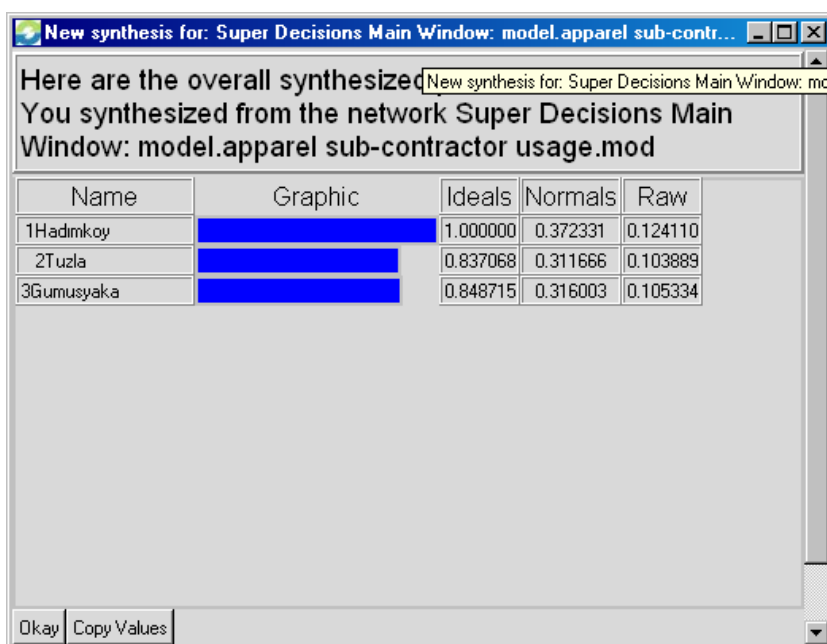 New synthesis for: Super Decisions Main Window: model.apparel sub-contr...
Here are the overall synthesized
New synthesis for: Super Decisions Main Window: mo
You synthesized from the network Super Decisions Main
Window: model.apparel sub-contractor usage.mod
Name Graphic Ideals Normals Raw
1Hadımkoy 1.000000 0.372331 0.124110
2Tuzla 0.837068 0.311666 0.103889
3Gumusyaka 0.848715 0.316003 0.105334
Okay Copy Values